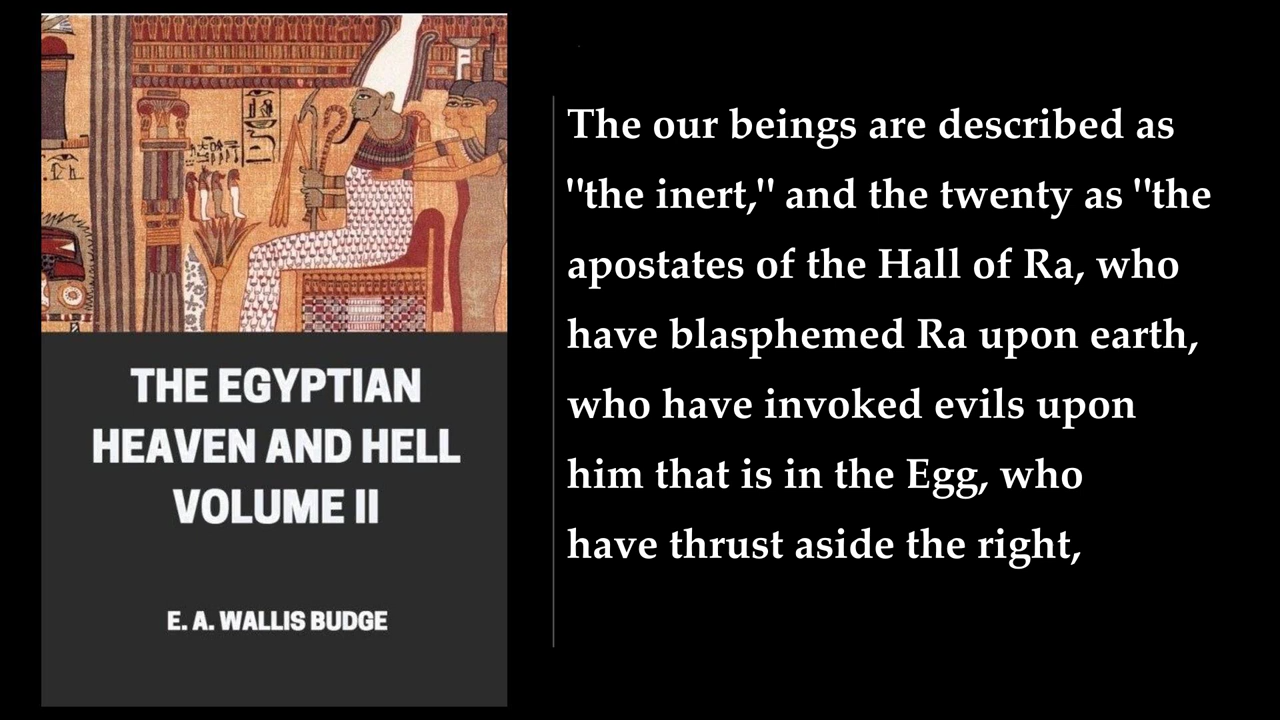 THE EGYPTIAN
HEAVEN AND HELL
VOLUME II
E. A. WALLIS BUDGE
The our beings are described as
"the inert," and the twenty as "the
apostates of the Hall of Ra, who
have blasphemed Ra upon earth,
who have invoked evils upon
him that is in the Egg, who
have thrust aside the right,